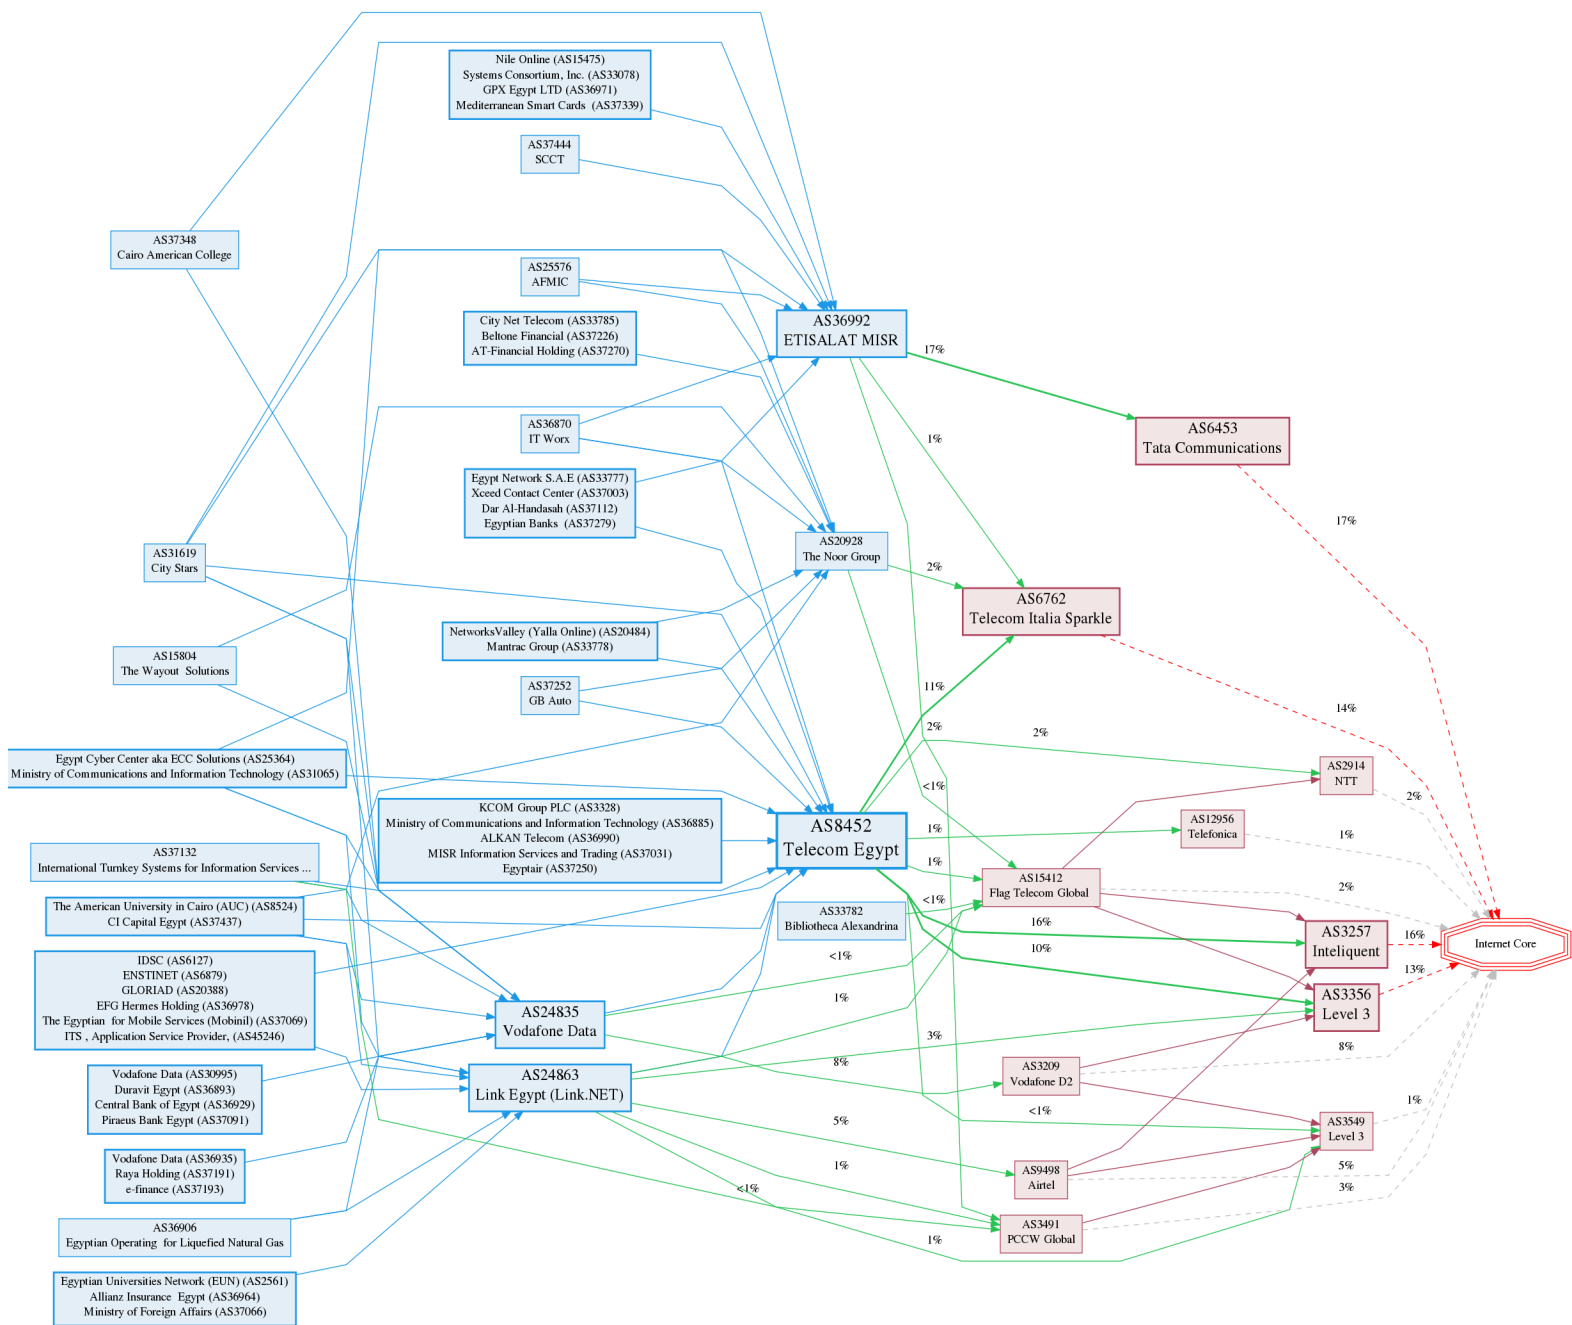 Nile Online (AS15475)
Systems Consortium, Inc. (AS33078)
GPX Egypt LTD (AS36971)
Mediterranean Smart Cards (AS37339)
AS37444
SCCT
AS37348
Cairo American College
AS25576
AFMIC
City Net Telecom (AS33785)
Beltone Financial (AS37226)
AT-Financial Holding (AS37270)
AS36992
ETISALAT MISR
17%
AS36870
IT Worx
1%
AS6453
Tata Communications
Egypt Network S.A.E (AS33777)
Xceed Contact Center (AS37003)
Dar Al-Handasah (AS37112)
Egyptian Banks (AS37279)
17%
AS31619
City Stars
AS20928
The Noor Group
2%
AS6762
Telecom Italia Sparkle
NetworksValley (Yalla Online) (AS20484)
Mantrac Group (AS33778)
AS15804
The Wayout Solutions
AS37252
GB Auto
11%
14%
2%
2%
Egypt Cyber Center aka ECC Solutions (AS25364)
Ministry of Communications and Information Technology (AS31065)
<1%
AS2914
NTT
2%
KCOM Group PLC (AS3328)
Ministry of Communications and Information Technology (AS36885)
ALKAN Telecom (AS36990)
MISR Information Services and Trading (AS37031)
Egyptair (AS37250)
AS8452
Telecom Egypt
1%
AS12956
Telefonica
1%
AS37132
International Turnkey Systems for Information Services ...
1%
AS15412
Flag Telecom Global
2%
The American University in Cairo (AUC) (AS8524)
CI Capital Egypt (AS37437)
AS33782
Bibliotheca Alexandrina
<1%
16%
AS3257
Inteliquent
16%
Internet Core
10%
IDSC (AS6127)
ENSTINET (AS6879)
GLORIAD (AS20388)
EFG Hermes Holding (AS36978)
The Egyptian for Mobile Services (Mobinil) (AS37069)
ITS , Application Service Provider, (AS45246)
<1%
13%
AS3356
Level 3
1%
AS24835
Vodafone Data
3%
8%
8%
AS24863
Link Egypt (Link.NET)
AS3209
Vodafone D2
Vodafone Data (AS30995)
Duravit Egypt (AS36893)
Central Bank of Egypt (AS36929)
Piraeus Bank Egypt (AS37091)
5%
<1%
1%
AS3549
Level 3
Vodafone Data (AS36935)
Raya Holding (AS37191)
e-finance (AS37193)
1%
AS9498
Airtel
5%
<1%
3%
AS36906
Egyptian Operating for Liquefied Natural Gas
1%
AS3491
PCCW Global
Egyptian Universities Network (EUN) (AS2561)
Allianz Insurance Egypt (AS36964)
Ministry of Foreign Affairs (AS37066)